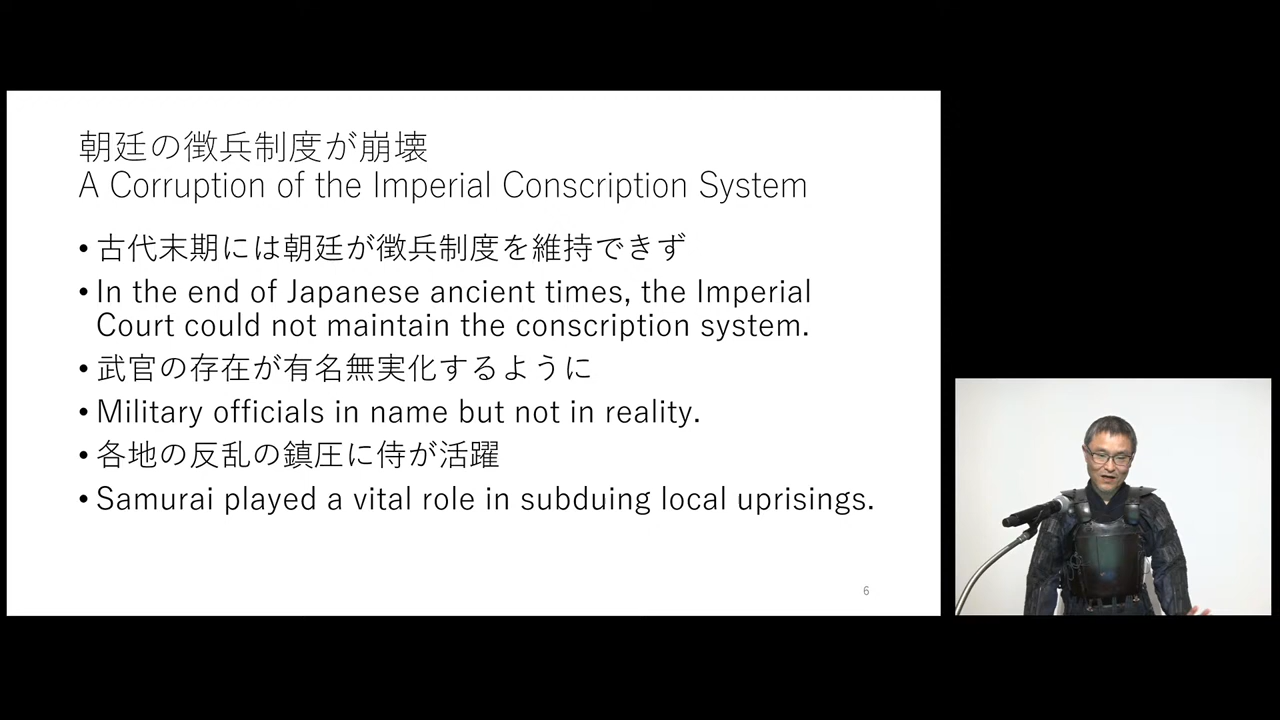 朝廷の徴兵制度が崩壊
A Corruption of the Imperial Conscription System
• 古代末期には朝廷が徴兵制度を維持できず
• In the end of Japanese ancient times, the Imperial
Court could not maintain the conscription system.
• 武官の存在が有名無実化するように
• Military officials in name but not in reality.
• 各地の反乱の鎮圧に侍が活躍
• Samurai played a vital role in subduing local uprisings.
6